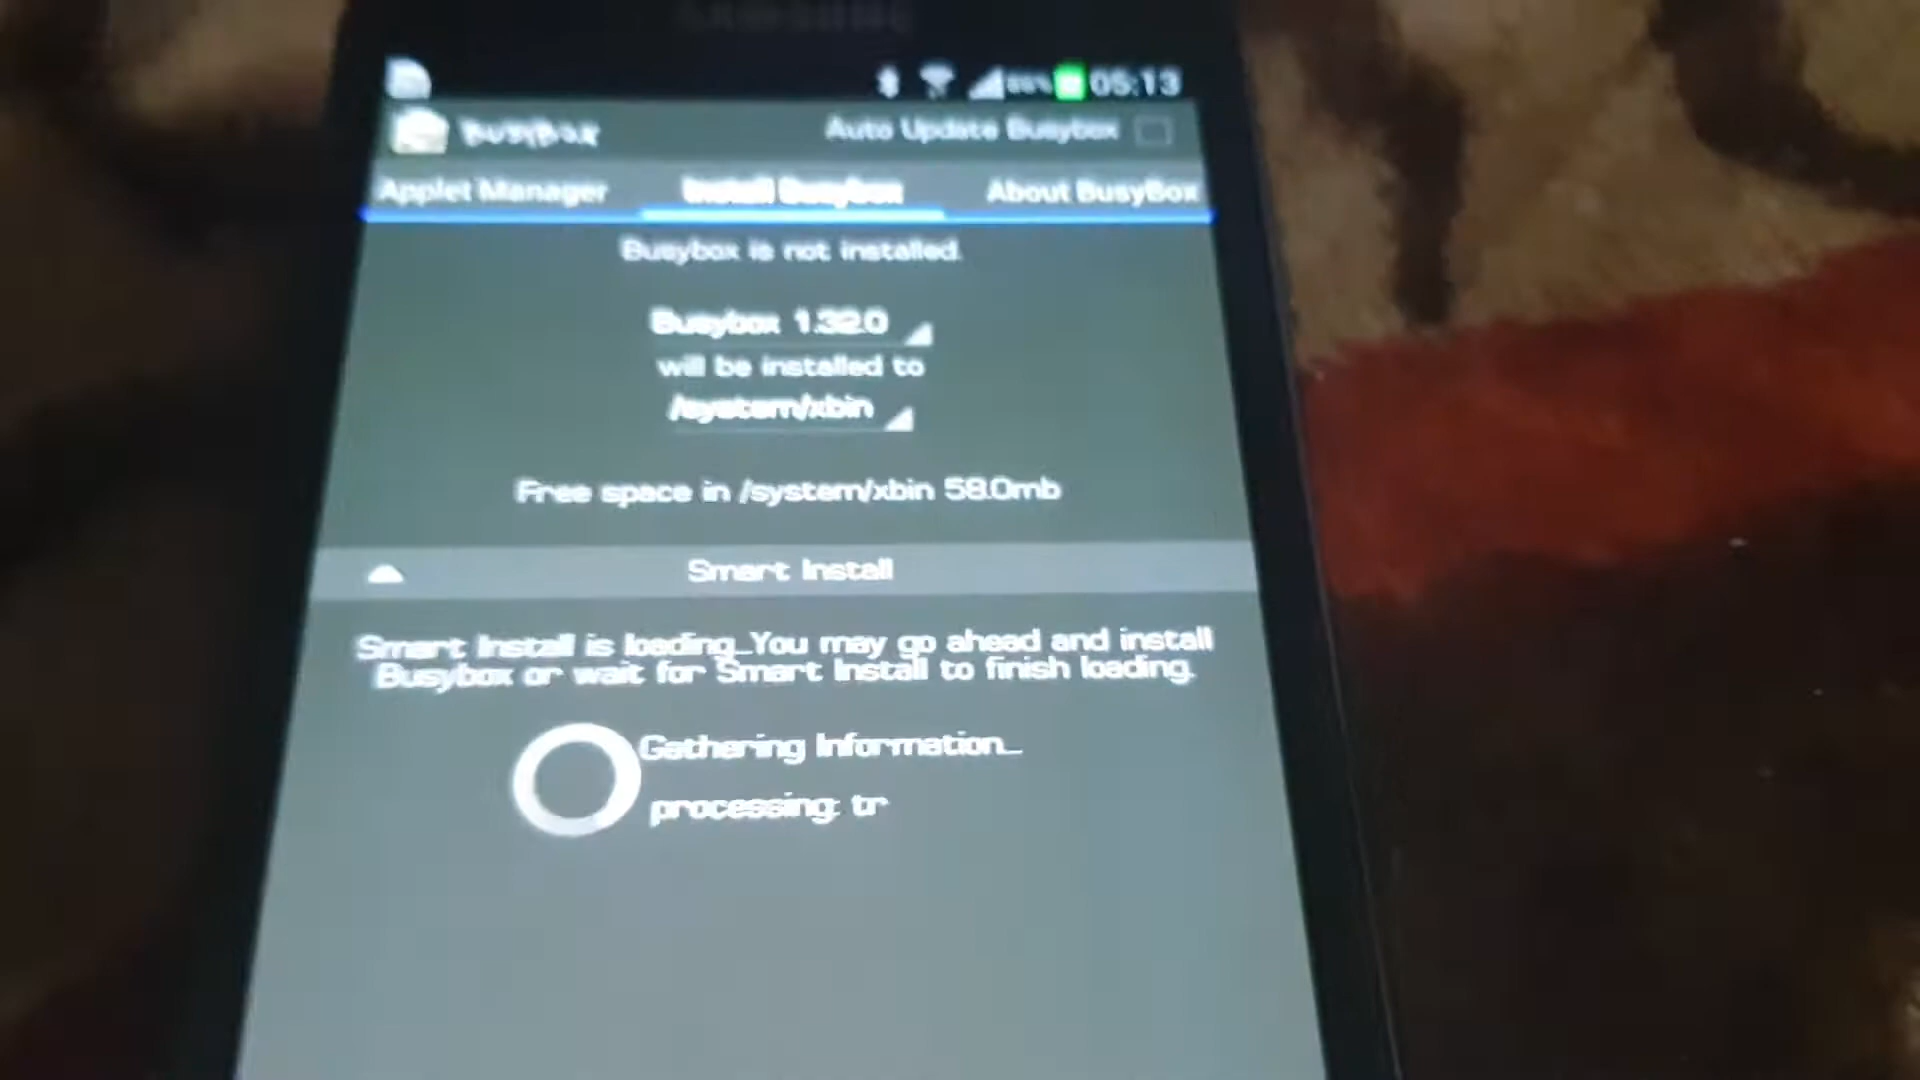 SAMSUNG
05:13
BusyBox
Auto Update Busybox
Applet Manager
Install Busybox
About BusyBox
Busybox is not installed.
Busybox 1.32.0
will be installed to
/system/xbin
Free space in /system/xbin 58.0mb
Smart Install
Smart Install is loading...You may go ahead and install
Busybox or wait for Smart Install to finish loading.
Gathering Information...
processing: tr